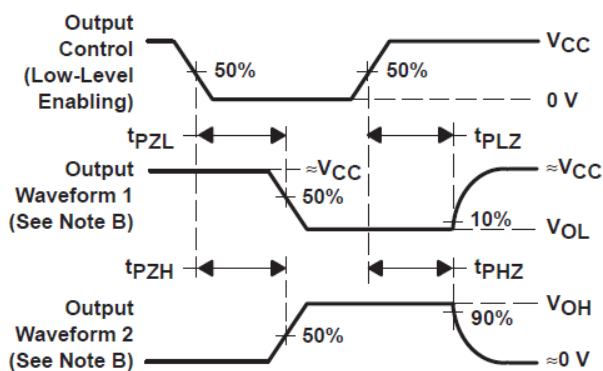 Output
Control
(Low-Level
Enabling)
50%
50%
VCC
0 V
tPZL
tPLZ
Output
Waveform 1
(See Note B)
≈VCC
50%
≈VCC
10%
VOL
tPZH
tPHZ
Output
Waveform 2
(See Note B)
50%
VOH
90%
≈0 V